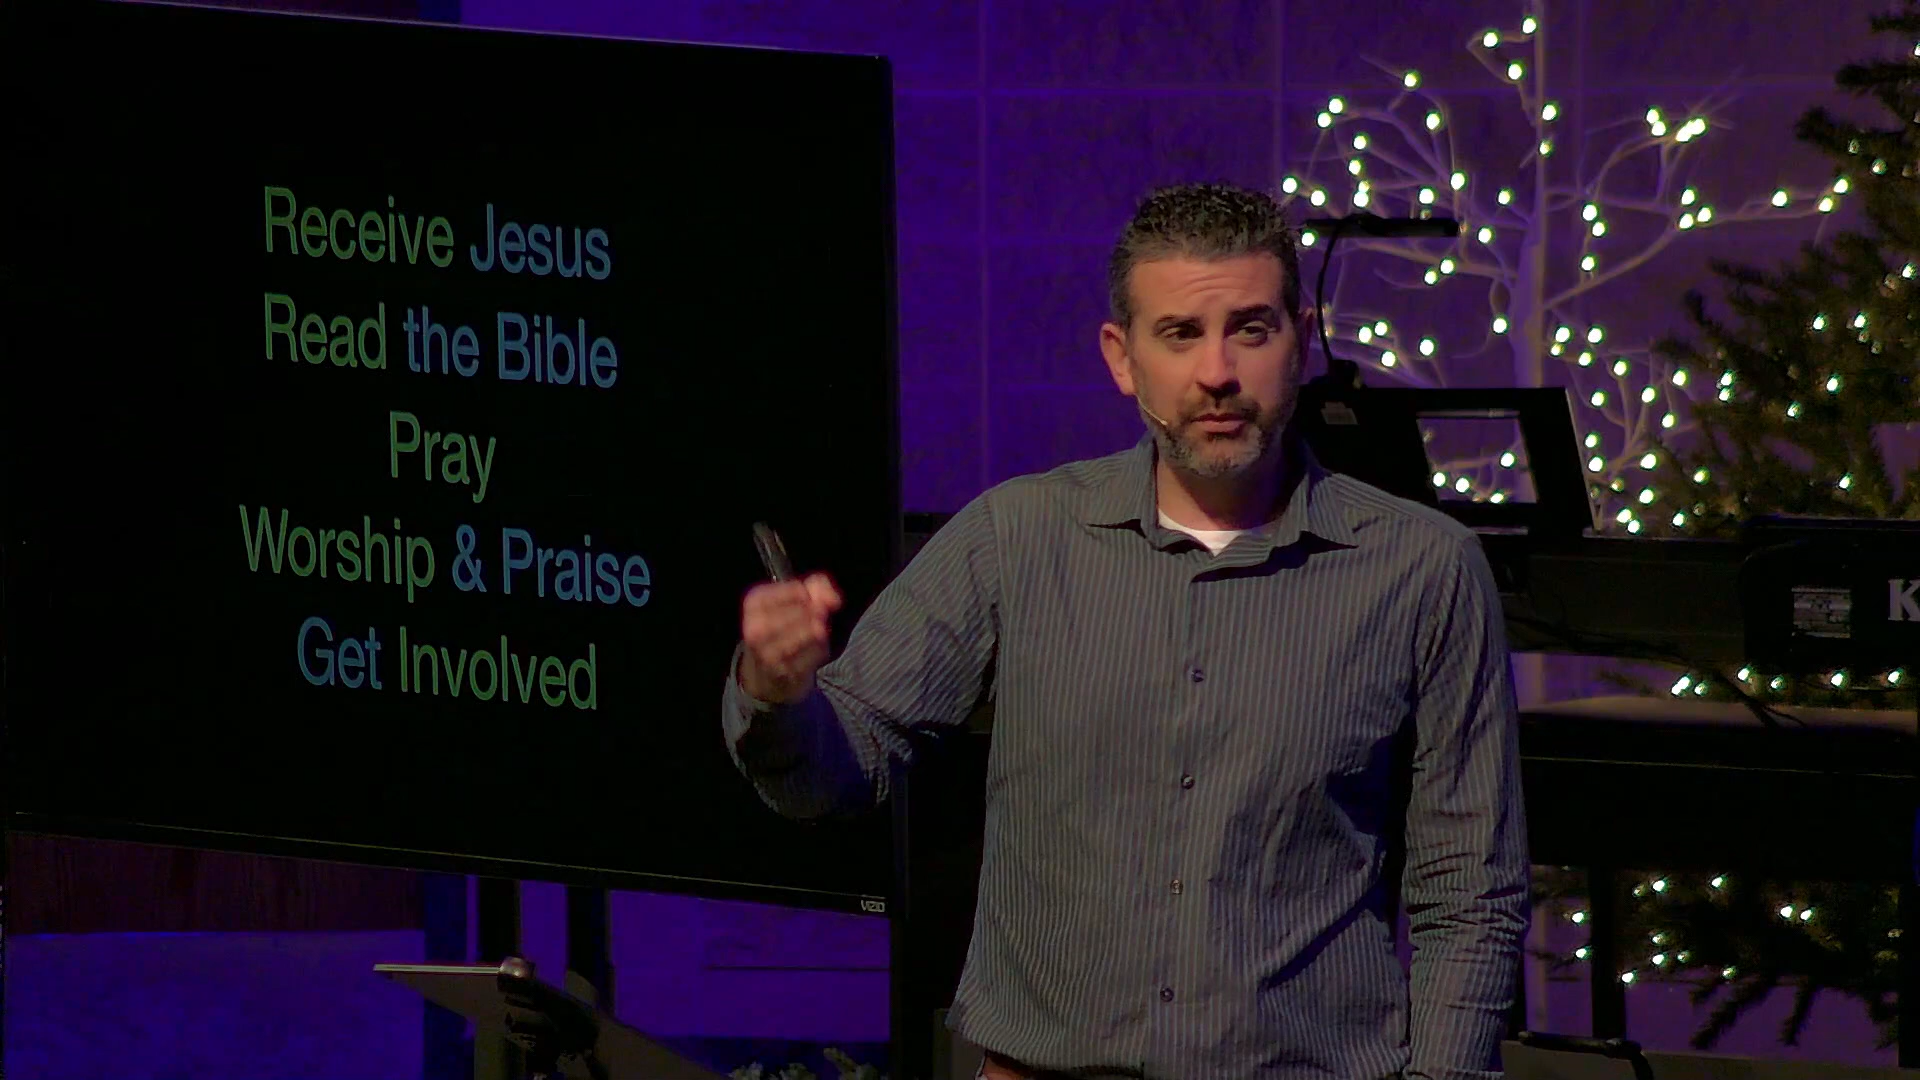 Receive Jesus
Read the Bible
Pray
Worship & Praise
Get Involved
VIZIO
K